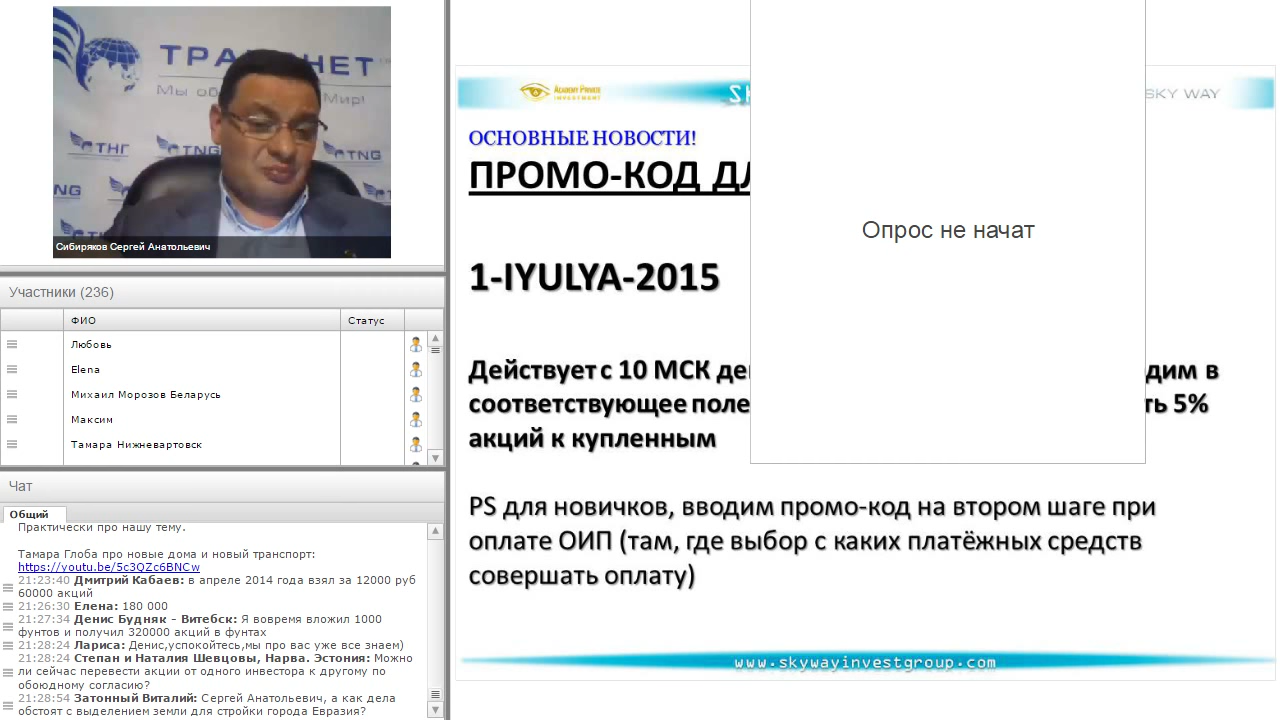 ТРАНСНЕТ
Мы об Мир!
ТНГ
TNG
TNG
TNG
Сибиряков Сергей Анатольевич
Участники (236)
ФИО
Статус
Любовь
Elena
Михаил Морозов Беларусь
Максим
Тамара Нижневартовск
Чат
Общий
Практически про нашу тему.
Тамара Глоба про новые дома и новый транспорт:
https://youtu.be/5c3QZc6BNCw
21:23:40 Дмитрий Кабаев: в апреле 2014 года взял за 12000 руб
60000 акций
21:26:30 Елена: 180 000
21:27:34 Денис Будняк - Витебск: Я вовремя вложил 1000
фунтов и получил 320000 акций в фунтах
21:28:24 Лариса: Денис,успокойтесь,мы про вас уже все знаем)
21:28:24 Степан и Наталия Шевцовы, Нарва. Эстония: Можно
ли сейчас перевести акции от одного инвестора к другому по
обоюдному согласию?
21:28:54 Затонный Виталий: Сергей Анатольевич, а как дела
обстоят с выделением земли для стройки города Евразия?
ACADEMY PRIVATE
INVESTMENT
SK
SKY WAY
ОСНОВНЫЕ НОВОСТИ!
ПРОМО-КОД ДЛ
Опрос не начат
1-IYULYA-2015
Действует с 10 МСК де дим в
соответствующее поле ть 5%
акций к купленным
PS для новичков, вводим промо-код на втором шаге при
оплате ОИП (там, где выбор с каких платёжных средств
совершать оплату)
www.skywayinvestgroup.com